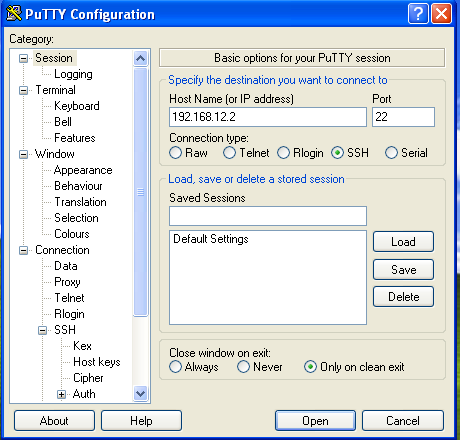 PuTTY Configuration
Category:
Session
Logging
Terminal
Keyboard
Bell
Features
Window
Appearance
Behaviour
Translation
Selection
Colours
Connection
Data
Proxy
Telnet
Rlogin
SSH
Kex
Host keys
Cipher
Auth
Basic options for your PuTTY session
Specify the destination you want to connect to
Host Name (or IP address) Port
192.168.12.2 22
Connection type:
Raw Telnet Rlogin SSH Serial
Load, save or delete a stored session
Saved Sessions
Default Settings
Load
Save
Delete
Close window on exit:
Always Never Only on clean exit
About Help Open Cancel